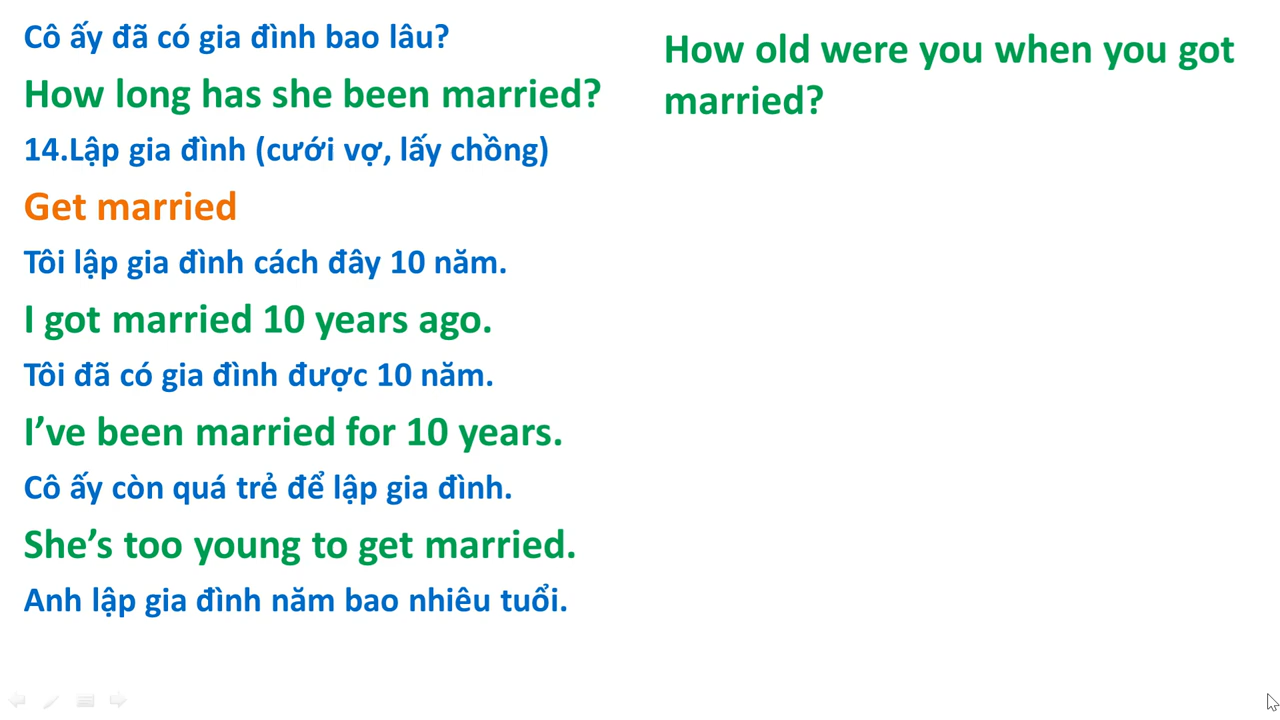 Cô ấy đã có gia đình bao lâu?
How long has she been married?
14.Lập gia đình (cưới vợ, lấy chồng)
Get married
Tôi lập gia đình cách đây 10 năm.
I got married 10 years ago.
Tôi đã có gia đình được 10 năm.
I’ve been married for 10 years.
Cô ấy còn quá trẻ để lập gia đình.
She’s too young to get married.
Anh lập gia đình năm bao nhiêu tuổi.
How old were you when you got
married?